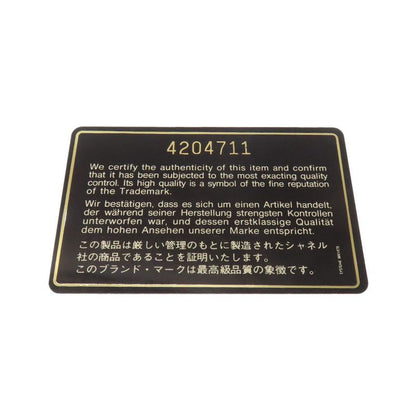 4204711
We certify the authenticity of this item and confirm
that it has been subjected to the most exacting quality
control. Its high quality is a symbol of the fine reputation
of the Trademark.
Wir bestätigen, dass es sich um einen Artikel handelt,
der während seiner Herstellung strengsten Kontrollen
unterworfen war, und dessen erstklassige Qualität
dem hohen Ansehen unserer Marke entspricht.
この製品は厳しい管理のもとに製造されたシャネル
社の商品であることを証明いたします。
このブランド・マークは最高級品質の象徴です。